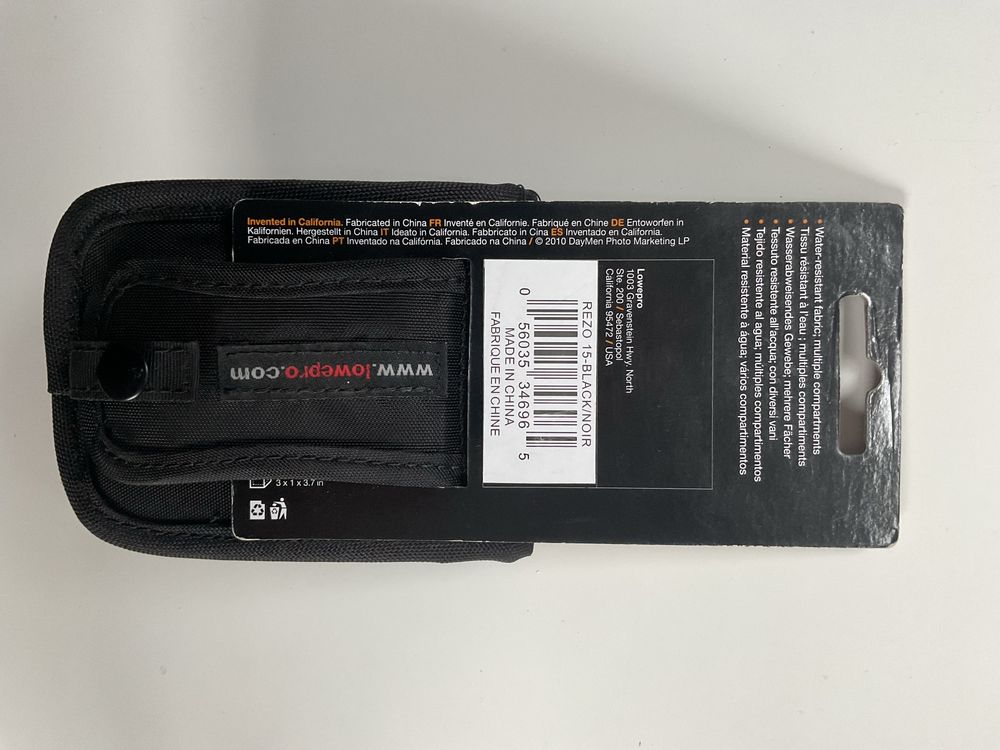 Invented in California. Fabricated in China FR Inventé en Californie. Fabriqué en Chine DE Entoworfen in
Kalifornien. Hergestellt in China IT Ideato in California. Fabbricato in Cina ES Inventado en California.
Fabricada en China PT Inventado na Califórnia. Fabricado na China / © 2010 DayMen Photo Marketing LP
• Water-resistant fabric; multiple compartments
• Tissu résistant à l'eau; multiples compartiments
• Wasserabweisendes Gewebe; mehrere Fächer
• Tessuto resistente all'acqua; con diversi vani
• Tejido resistente al agua; múltiples compartimentos
• Material resistente à água; vários compartimentos
Lowepro
1003 Gravenstein Hwy. North
Ste. 200 / Sebastopol
California 95472 / USA
REZO 15-BLACK/NOIR
0 56035 34696 5
MADE IN CHINA
FABRIQUE EN CHINE
www.lowepro.com
3 x 1 x 3.7 in